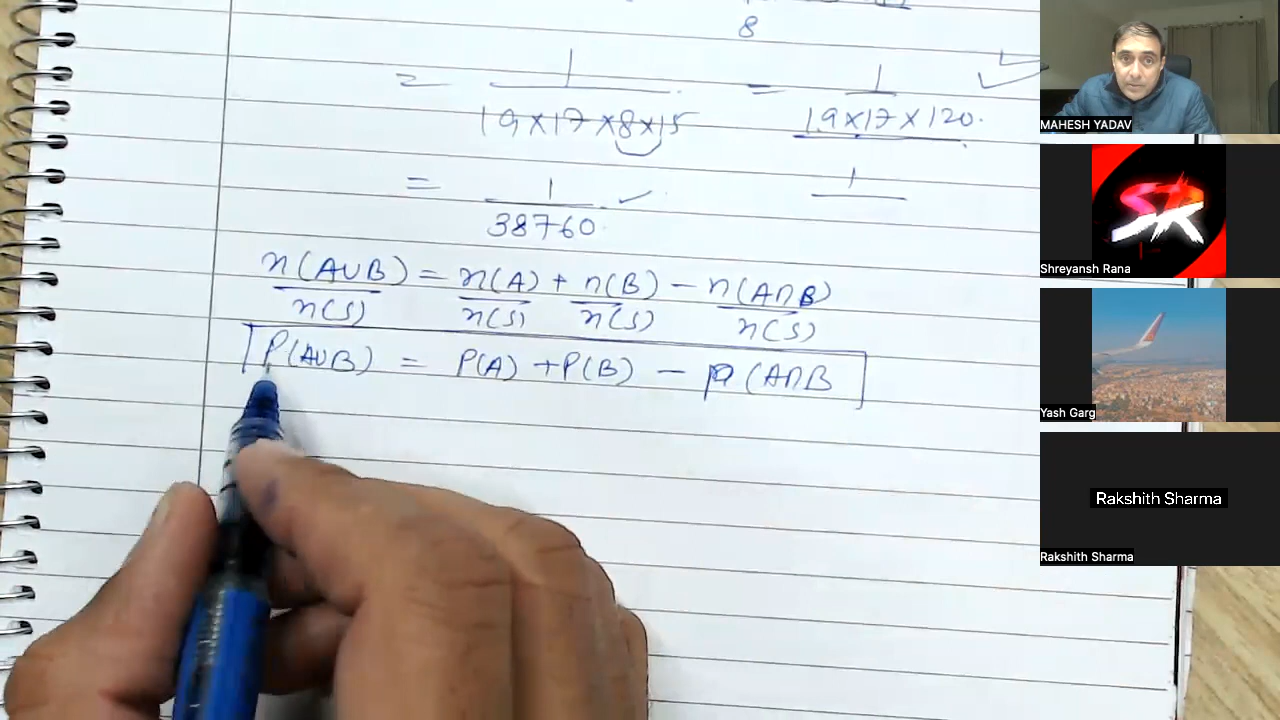 8
= 1 / 19×17×8×15 = 1 / 19×17×120.
= 1 / 38760.
n(A∪B) / n(S) = n(A) / n(S) + n(B) / n(S) − n(A∩B) / n(S)
P(A∪B) = P(A) + P(B) − P(A∩B
MAHESH YADAV
Shreyansh Rana
Yash Garg
Rakshith Sharma
Rakshith Sharma